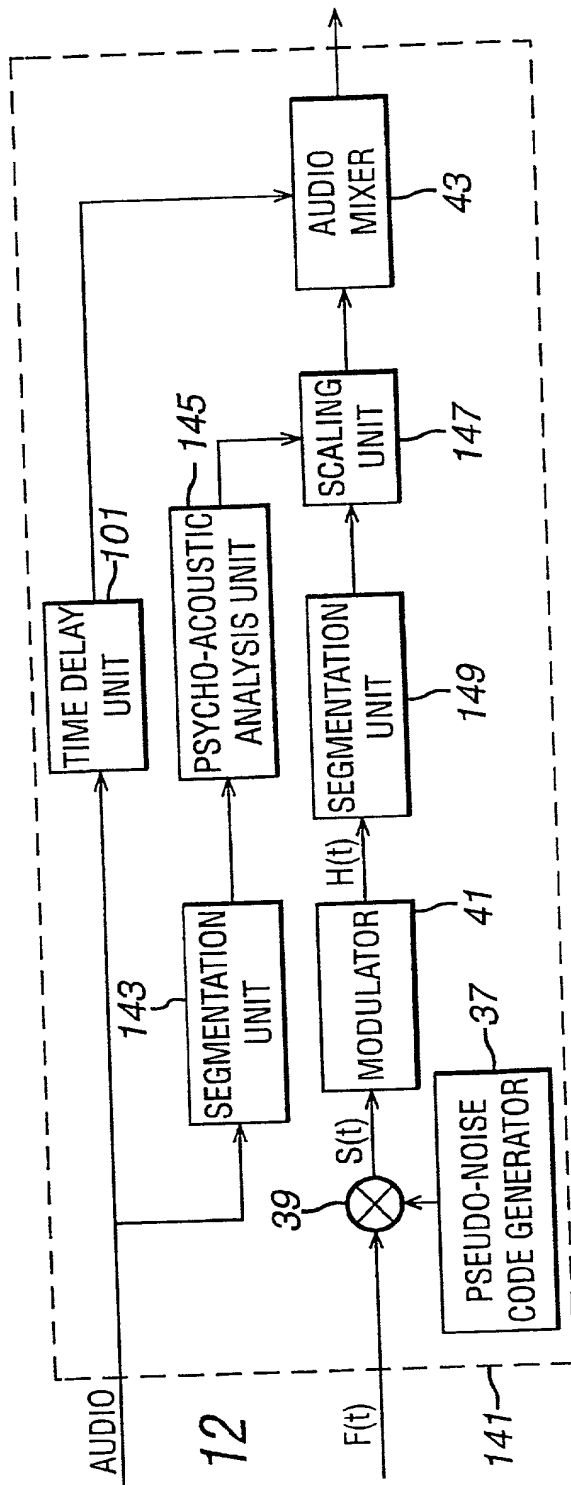 AUDIO
12
F(t)
141
TIME DELAY
UNIT
101
143
SEGMENTATION
UNIT
PSYCHO-ACOUSTIC
ANALYSIS UNIT
145
39
S(t)
MODULATOR
41
H(t)
SEGMENTATION
UNIT
149
SCALING
UNIT
147
AUDIO
MIXER
43
PSEUDO-NOISE
CODE GENERATOR
37